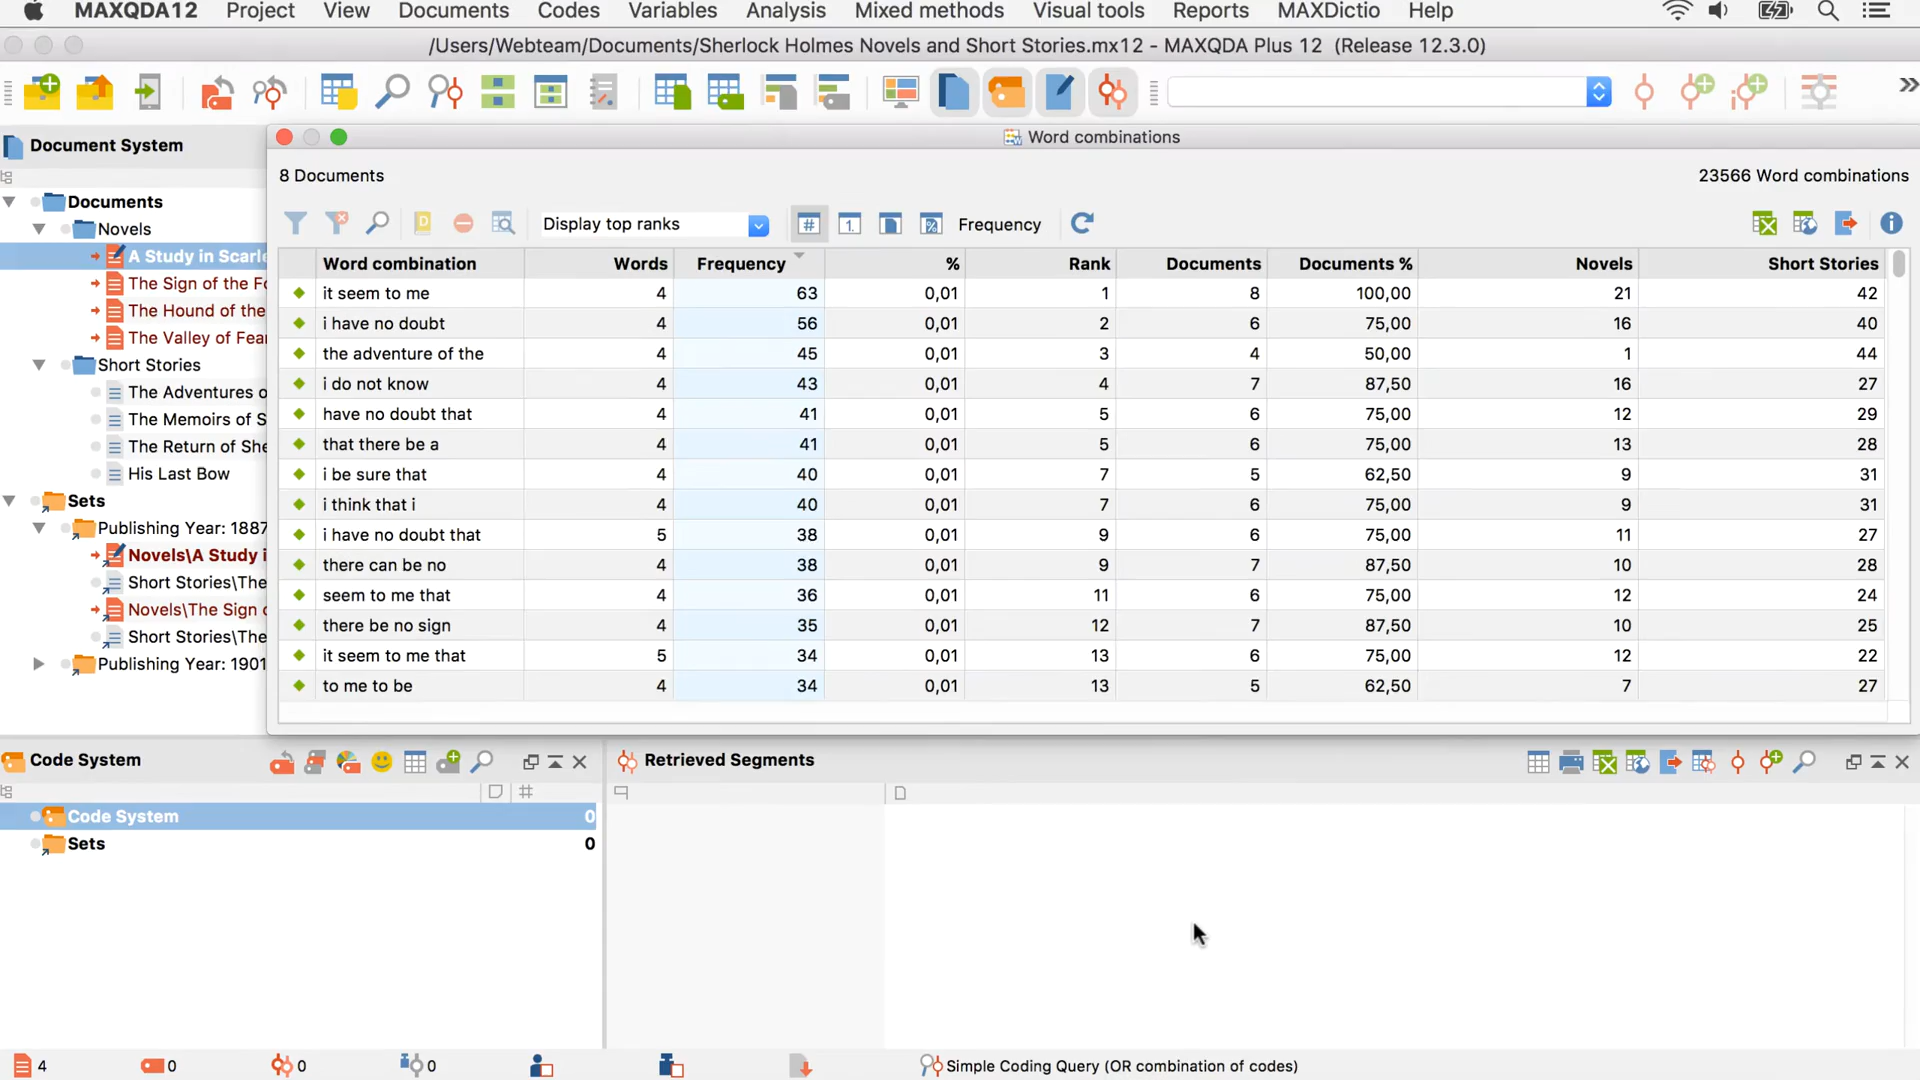 MAXQDA12 Project View Documents Codes Variables Analysis Mixed methods Visual tools Reports MAXDictio Help
/Users/Webteam/Documents/Sherlock Holmes Novels and Short Stories.mx12 - MAXQDA Plus 12 (Release 12.3.0)
Document System
Documents
Novels
A Study in Scarle
The Sign of the Fo
The Hound of the
The Valley of Fear
Short Stories
The Adventures o
The Memoirs of S
The Return of She
His Last Bow
Sets
Publishing Year: 1887
Novels\A Study i
Short Stories\The
Novels\The Sign o
Short Stories\The
Publishing Year: 1901
Word combinations
8 Documents 23566 Word combinations
Display top ranks # 1. % Frequency
Word combination Words Frequency % Rank Documents Documents % Novels Short Stories
it seem to me 4 63 0,01 1 8 100,00 21 42
i have no doubt 4 56 0,01 2 6 75,00 16 40
the adventure of the 4 45 0,01 3 4 50,00 1 44
i do not know 4 43 0,01 4 7 87,50 16 27
have no doubt that 4 41 0,01 5 6 75,00 12 29
that there be a 4 41 0,01 5 6 75,00 13 28
i be sure that 4 40 0,01 7 5 62,50 9 31
i think that i 4 40 0,01 7 6 75,00 9 31
i have no doubt that 5 38 0,01 9 6 75,00 11 27
there can be no 4 38 0,01 9 7 87,50 10 28
seem to me that 4 36 0,01 11 6 75,00 12 24
there be no sign 4 35 0,01 12 7 87,50 10 25
it seem to me that 5 34 0,01 13 6 75,00 12 22
to me to be 4 34 0,01 13 5 62,50 7 27
Code System
#
Code System 0
Sets 0
Retrieved Segments
4 0 0 0 Simple Coding Query (OR combination of codes)